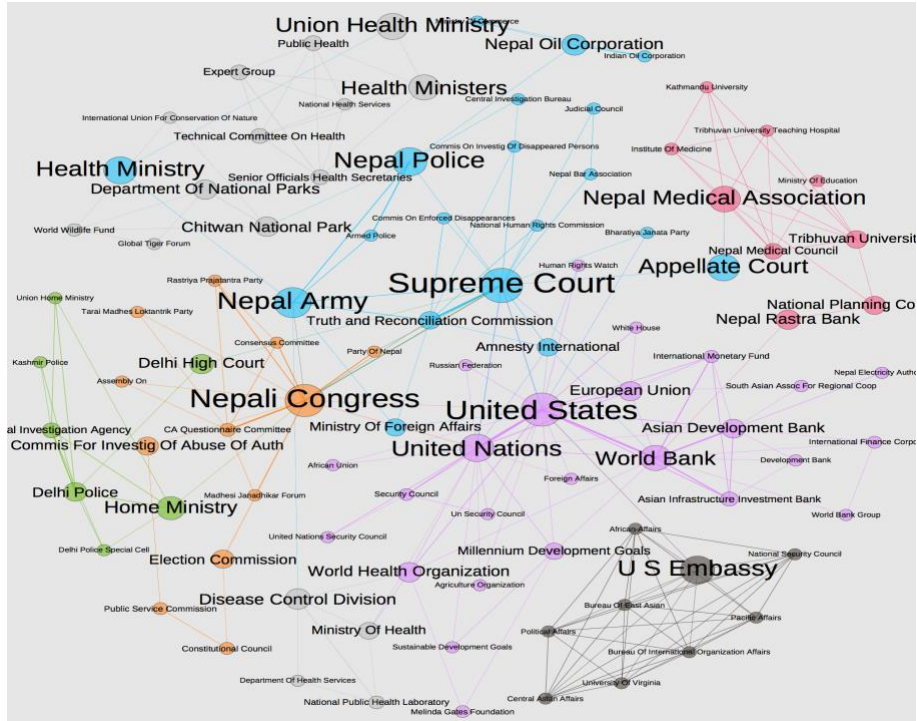 Union Health Ministry
Ministry Of Commerce
Public Health
Nepal Oil Corporation
Indian Oil Corporation
Expert Group
Health Ministers
Kathmandu University
National Health Services
Central Investigation Bureau
Judicial Council
International Union For Conservation Of Nature
Technical Committee On Health
Commis On Investig Of Disappeared Persons
Tribhuvan University Teaching Hospital
Institute Of Medicine
Nepal Police
Health Ministry
Senior Officials Health Secretaries
Nepal Bar Association
Ministry Of Education
Department Of National Parks
Nepal Medical Association
Commis On Enforced Disappearances
National Human Rights Commission
Chitwan National Park
World Wildlife Fund
Armed Police
Bharatiya Janata Party
Global Tiger Forum
Tribhuvan Universit
Nepal Medical Council
Human Rights Watch
Appellate Court
Rastriya Prajatantra Party
Supreme Court
Union Home Ministry
Nepal Army
National Planning Co
Tarai Madhes Loktantrik Party
Truth and Reconciliation Commission
Nepal Rastra Bank
White House
Consensus Committee
Party Of Nepal
Amnesty International
Kashmir Police
Delhi High Court
Russian Federation
International Monetary Fund
Nepal Electricity Autho
Assembly On
European Union
South Asian Assoc For Regional Coop
Nepali Congress
United States
al Investigation Agency
CA Questionnaire Committee
Ministry Of Foreign Affairs
Asian Development Bank
Commis For Investig Of Abuse Of Auth
International Finance Corpo
United Nations
World Bank
African Union
Development Bank
Foreign Affairs
Delhi Police
Madhesi Janadhikar Forum
Security Council
Asian Infrastructure Investment Bank
Home Ministry
Un Security Council
World Bank Group
African Affairs
United Nations Security Council
Delhi Police Special Cell
Election Commission
Millennium Development Goals
National Security Council
World Health Organization
U S Embassy
Agriculture Organization
Disease Control Division
Public Service Commission
Bureau Of East Asian
Pacific Affairs
Ministry Of Health
Political Affairs
Constitutional Council
Sustainable Development Goals
Bureau Of International Organization Affairs
Department Of Health Services
University Of Virginia
Central Asian Affairs
National Public Health Laboratory
Melinda Gates Foundation